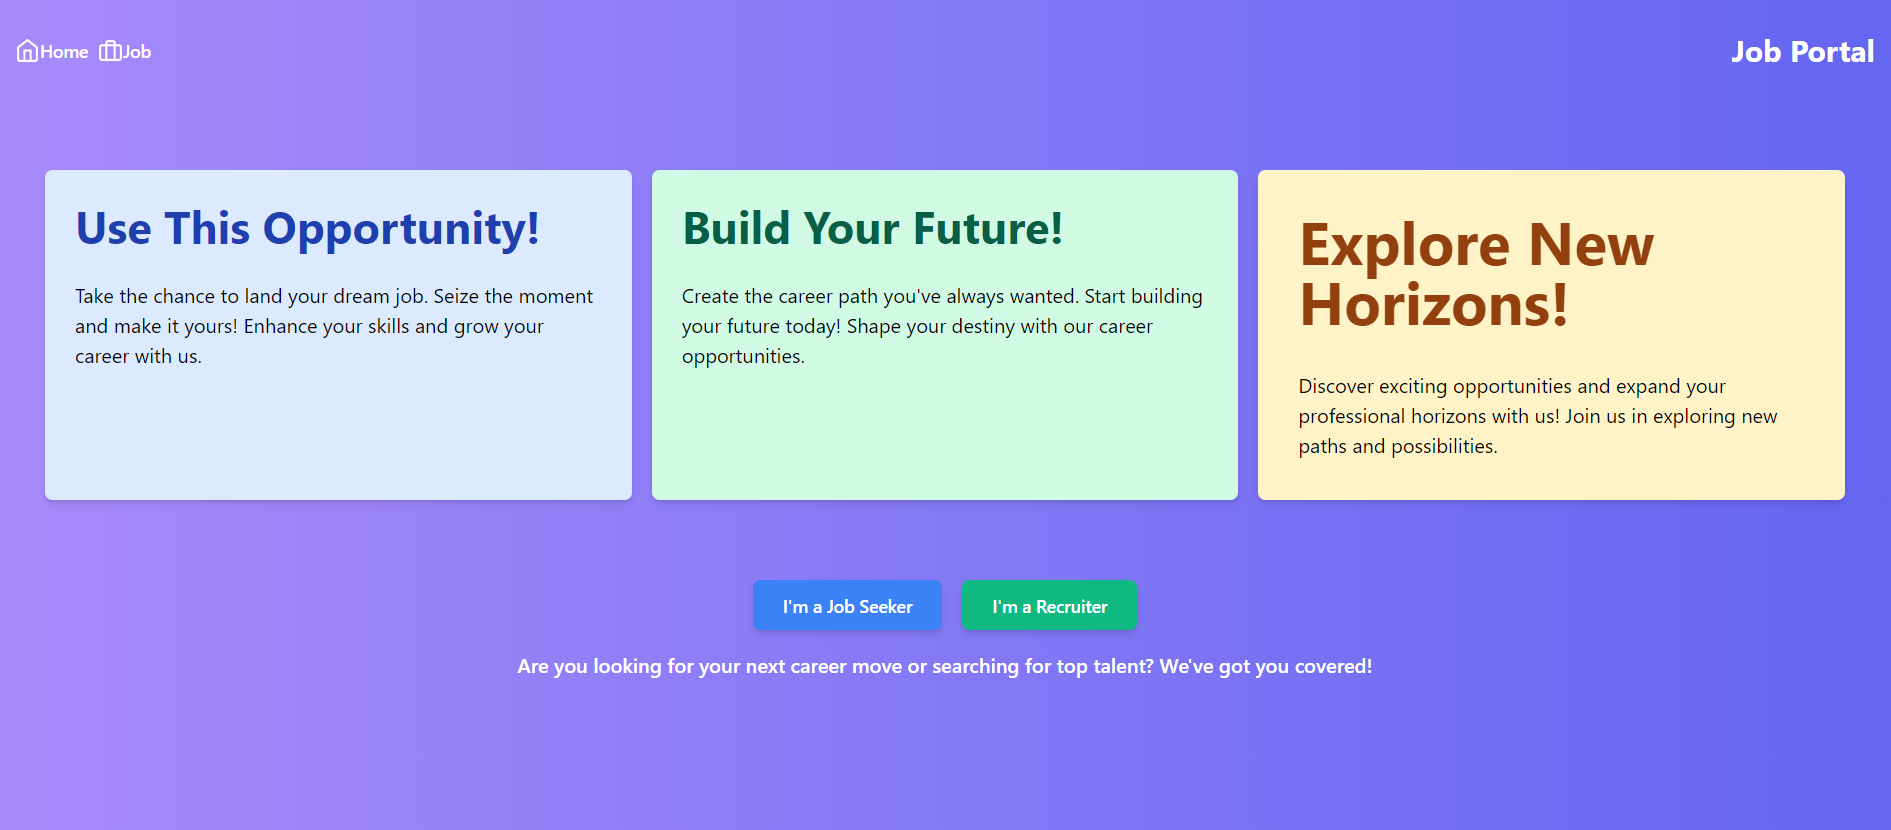 Home
Job
Job Portal
Use This Opportunity!
Take the chance to land your dream job. Seize the moment
and make it yours! Enhance your skills and grow your
career with us.
Build Your Future!
Create the career path you've always wanted. Start building
your future today! Shape your destiny with our career
opportunities.
Explore New
Horizons!
Discover exciting opportunities and expand your
professional horizons with us! Join us in exploring new
paths and possibilities.
I'm a Job Seeker
I'm a Recruiter
Are you looking for your next career move or searching for top talent? We've got you covered!